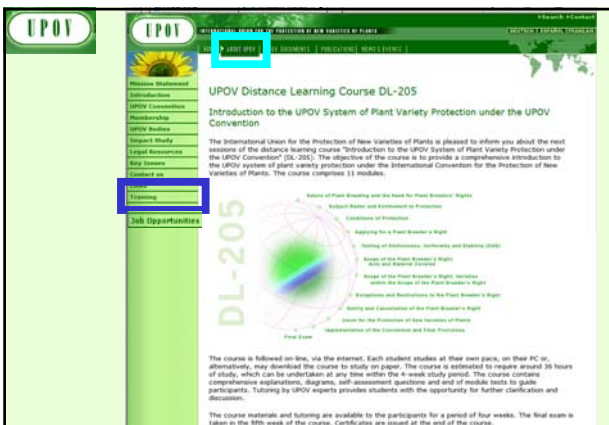 UPOV
UPOV
Search Contact
INTERNATIONAL UNION FOR THE PROTECTION OF NEW VARIETIES OF PLANTS
DEUTSCH | ESPAÑOL | FRANÇAIS
ABOUT UPOV | UPOV DOCUMENTS | PUBLICATIONS | NEWS & EVENTS |
Mission Statement
Introduction
UPOV Convention
Membership
UPOV Bodies
Impact Study
Legal Resources
Key Issues
Contact us
Training
Job Opportunities
UPOV Distance Learning Course DL-205
Introduction to the UPOV System of Plant Variety Protection under the UPOV
Convention
The International Union for the Protection of New Varieties of Plants is pleased to inform you about the next
sessions of the distance learning course "Introduction to the UPOV System of Plant Variety Protection under
the UPOV Convention" (DL-205). The objective of the course is to provide a comprehensive introduction to
the UPOV system of plant variety protection under the International Convention for the Protection of New
Varieties of Plants. The course comprises 11 modules.
DL-205
Nature of Plant Breeding and the Need for Plant Breeders' Rights
Subject Matter and Entitlement to Protection
Conditions of Protection
Applying for a Plant Breeder's Right
Testing of Distinctness, Uniformity and Stability (DUS)
Scope of the Plant Breeder's Right:
Acts and Material Covered
Scope of the Plant Breeder's Right: Varieties
within the Scope of the Plant Breeder's Right
Exceptions and Restrictions to the Plant Breeder's Right
Nullity and Cancellation of the Plant Breeder's Right
Union for the Protection of New Varieties of Plants
Implementation of the Convention and Final Provisions
Final Exam
The course is followed on-line, via the internet. Each student studies at their own pace, on their PC or,
alternatively, may download the course to study on paper. The course is estimated to require around 36 hours
of study, which can be undertaken at any time within the 4-week study period. The course contains
comprehensive explanations, diagrams, self-assessment questions and end of module tests to guide
participants. Tutoring by UPOV experts provides students with the opportunity for further clarification and
discussion.
The course materials and tutoring are available to the participants for a period of four weeks. The final exam is
taken in the fifth week of the course. Certificates are issued at the end of the course.